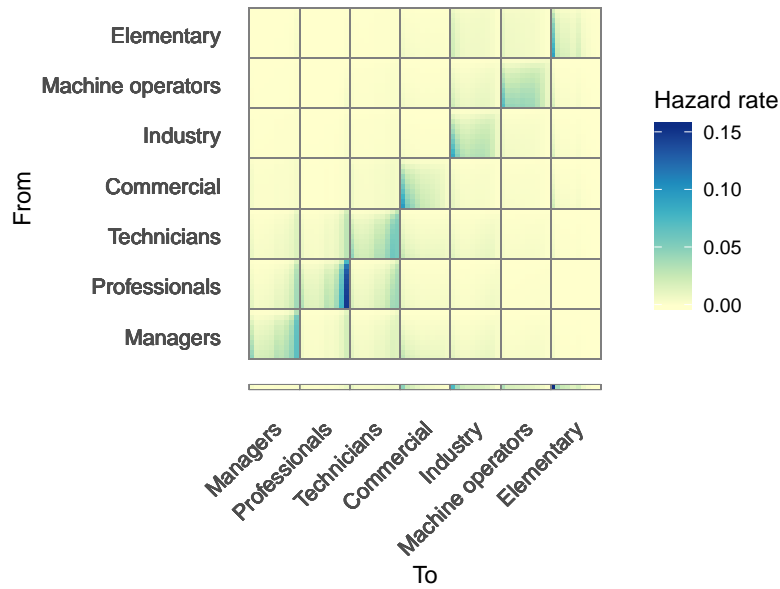 Elementary
Machine operators
Industry
Commercial
Technicians
Professionals
Managers
From
Hazard rate
0.15
0.10
0.05
0.00
Managers
Professionals
Technicians
Commercial
Industry
Machine operators
Elementary
To